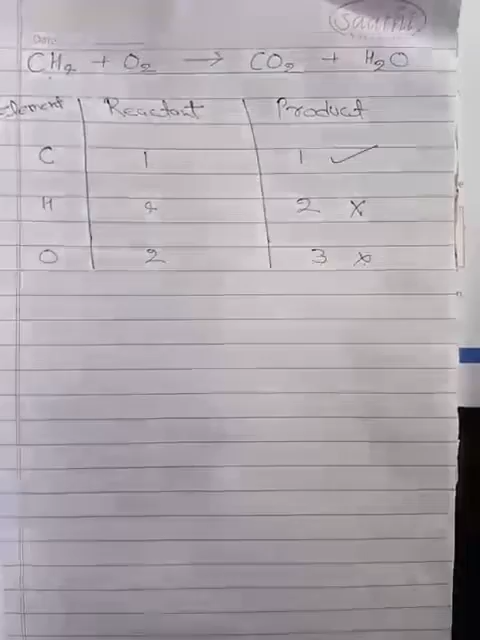 Saathi
Date
CH₄ + O₂ → CO₂ + H₂O
Element Reactant Product
C 1 1 ✓
H 4 2 ×
O 2 3 ×